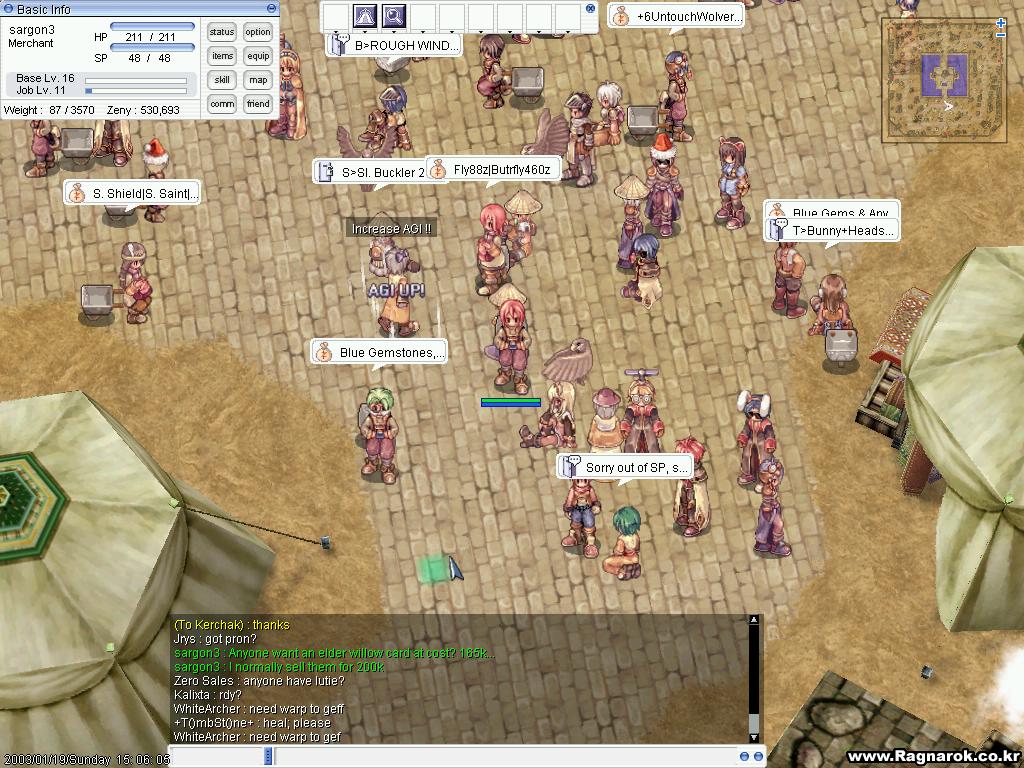 Basic Info
sargon3
Merchant
HP 211 / 211
SP 48 / 48
Base Lv. 16
Job Lv. 11
Weight : 87 / 3570 Zeny : 530,693
status option
items equip
skill map
comm friend
B>ROUGH WIND...
+6UntouchWolver...
S>Sl. Buckler 2
Fly88z|Butrfly460z
S. Shield|S. Saint|...
Blue Gems & Any
T>Bunny+Heads...
Increase AGI !!
AGI UP!
Blue Gemstones,...
Sorry out of SP, s...
(To Kerchak) : thanks
Jrys : got pron?
sargon3 : Anyone want an elder willow card at cost? 165k...
sargon3 : I normally sell them for 200k
Zero Sales : anyone have lutie?
Kalixta : rdy?
WhiteArcher : need warp to geff
+T()mbSt()ne+ : heal; please
WhiteArcher : need warp to gef
2003/01/19/Sunday 15:06:05
www.Ragnarok.co.kr